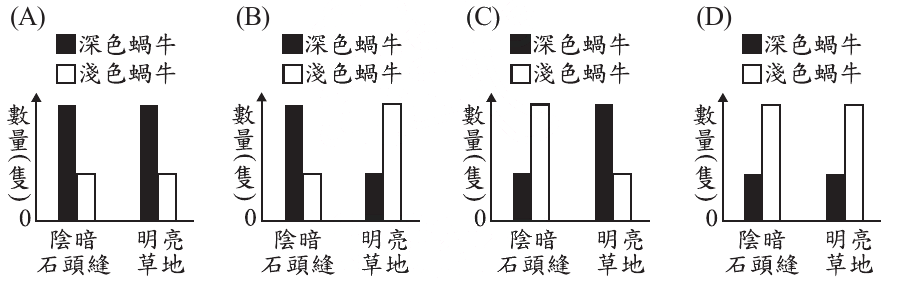 (A)
■深色蝸牛
□淺色蝸牛
數量(隻)
0
陰暗 明亮
石頭縫 草地
(B)
■深色蝸牛
□淺色蝸牛
數量(隻)
0
陰暗 明亮
石頭縫 草地
(C)
■深色蝸牛
□淺色蝸牛
數量(隻)
0
陰暗 明亮
石頭縫 草地
(D)
■深色蝸牛
□淺色蝸牛
數量(隻)
0
陰暗 明亮
石頭縫 草地